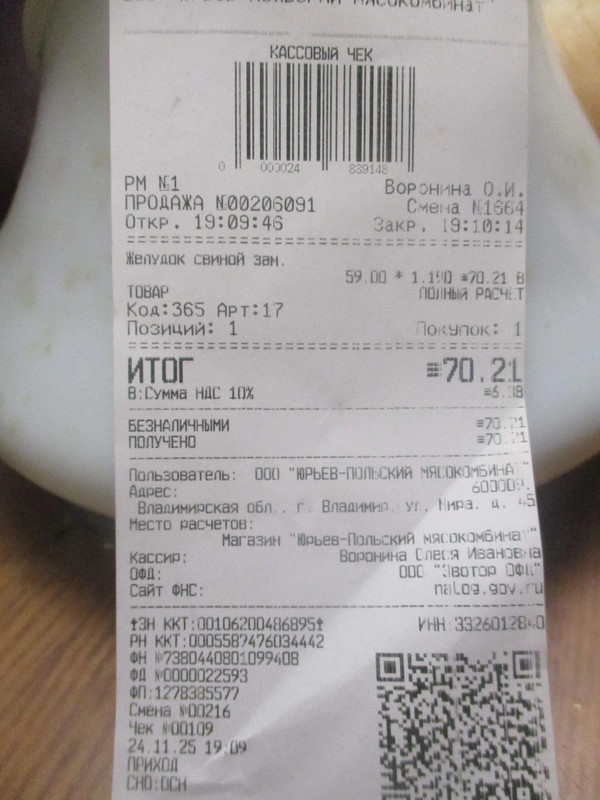 МЯСОКОМБИНАТ"
КАССОВЫЙ ЧЕК
0 000024 889148
РМ №1 Воронина О.И.
ПРОДАЖА №00206091 Смена №1664
Откр. 19:09:46 Закр. 19:10:14
Желудок свиной зам.
59.00 * 1.190 ≡70.21 В
ТОВАР ПОЛНЫЙ РАСЧЕТ
Код:365 Арт:17
Позиций: 1 Покупок: 1
ИТОГ ≡70.21
В:Сумма НДС 10% ≡6.38
БЕЗНАЛИЧНЫМИ ≡70.21
ПОЛУЧЕНО ≡70.21
Пользователь: ООО "ЮРЬЕВ-ПОЛЬСКИЙ МЯСОКОМБИНАТ"
Адрес:
Владимирская обл., г. Владимир, ул. Мира, д. 45
Место расчетов:
Магазин "Юрьев-Польский мясокомбинат"
Кассир: Воронина Олеся Ивановна
ОФД: ООО "Эвотор ОФД"
Сайт ФНС: nalog.gov.ru
↑ЗН ККТ:00106200486895↑ ИНН:3326012840
РН ККТ:0005587476034442
ФН №7380440801099408
ФД №0000022593
ФП:1278385577
Смена №00216
Чек №00109
24.11.25 19:09
ПРИХОД
СНО:ОСН